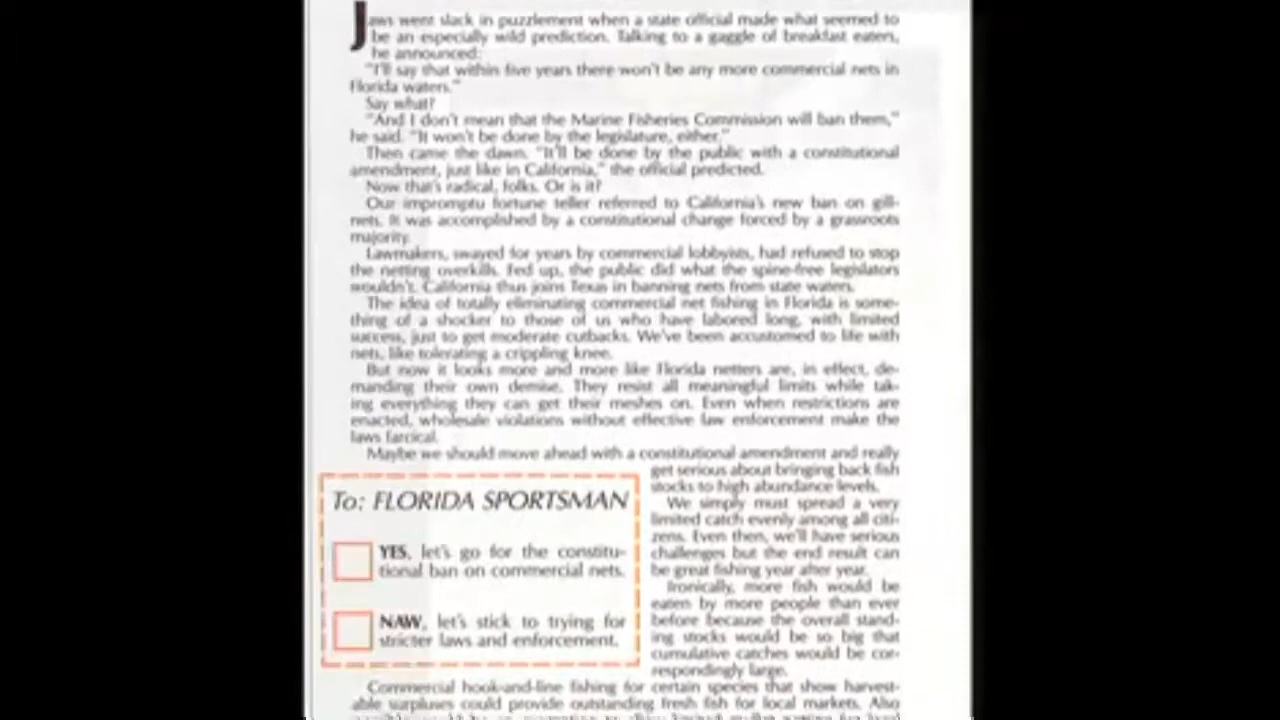 Jaws went slack in puzzlement when a state official made what seemed to
be an especially wild prediction. Talking to a gaggle of breakfast eaters,
he announced:
"I'll say that within five years there won't be any more commercial nets in
Florida waters."
Say what?
"And I don't mean that the Marine Fisheries Commission will ban them,"
he said. "It won't be done by the legislature, either."
Then came the dawn. "It'll be done by the public with a constitutional
amendment, just like in California," the official predicted.
Now that's radical, folks. Or is it?
Our impromptu fortune teller referred to California's new ban on gill-
nets. It was accomplished by a constitutional change forced by a grassroots
majority.
Lawmakers, swayed for years by commercial lobbyists, had refused to stop
the netting overkills. Fed up, the public did what the spine-free legislators
wouldn't. California thus joins Texas in banning nets from state waters.
The idea of totally eliminating commercial net fishing in Florida is some-
thing of a shocker to those of us who have labored long, with limited
success, just to get moderate cutbacks. We've been accustomed to life with
nets, like tolerating a crippling knee.
But now it looks more and more like Florida netters are, in effect, de-
manding their own demise. They resist all meaningful limits while tak-
ing everything they can get their meshes on. Even when restrictions are
enacted, wholesale violations without effective law enforcement make the
laws farcical.
Maybe we should move ahead with a constitutional amendment and really
get serious about bringing back fish
stocks to high abundance levels.
We simply must spread a very
limited catch evenly among all citi-
zens. Even then, we'll have serious
challenges but the end result can
be great fishing year after year.
Ironically, more fish would be
eaten by more people than ever
before because the overall stand-
ing stocks would be so big that
cumulative catches would be cor-
respondingly large.
To: FLORIDA SPORTSMAN
YES, let's go for the constitu-
tional ban on commercial nets.
NAW, let's stick to trying for
stricter laws and enforcement.
Commercial hook-and-line fishing for certain species that show harvest-
able surpluses could provide outstanding fresh fish for local markets. Also